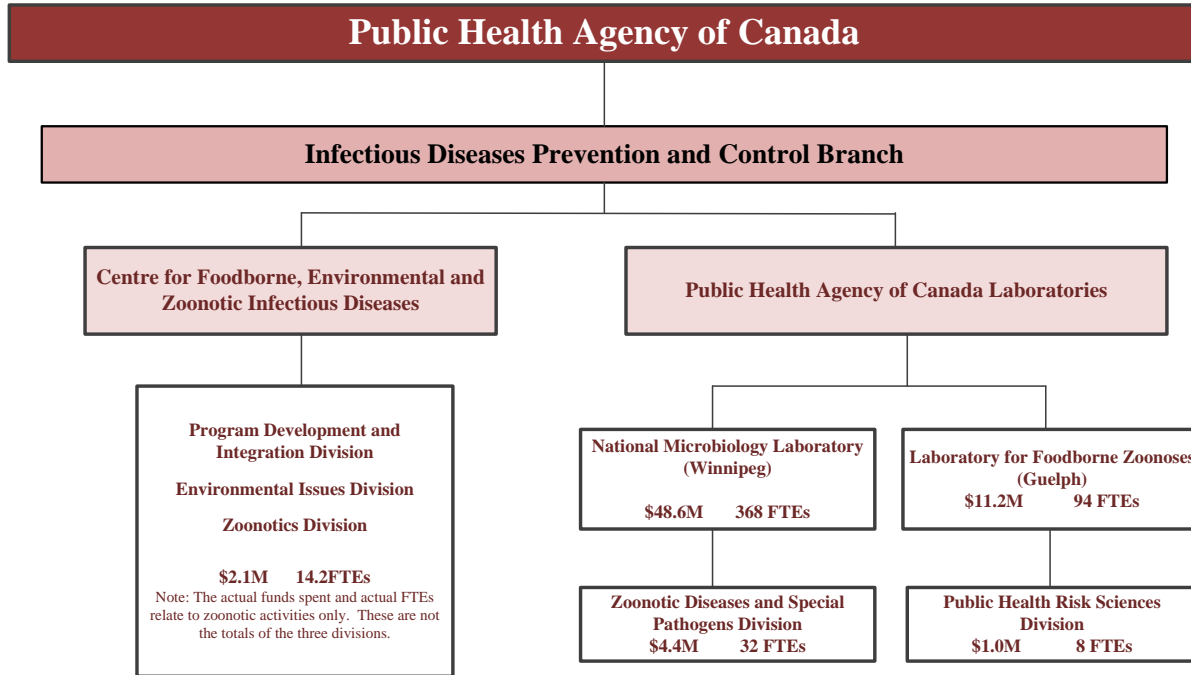 Public Health Agency of Canada
Infectious Diseases Prevention and Control Branch
Centre for Foodborne, Environmental and
Zoonotic Infectious Diseases
Public Health Agency of Canada Laboratories
Program Development and
Integration Division
Environmental Issues Division
Zoonotics Division
$2.1M 14.2FTEs
Note: The actual funds spent and actual FTEs
relate to zoonotic activities only. These are not
the totals of the three divisions.
National Microbiology Laboratory
(Winnipeg)
$48.6M 368 FTEs
Laboratory for Foodborne Zoonoses
(Guelph)
$11.2M 94 FTEs
Zoonotic Diseases and Special
Pathogens Division
$4.4M 32 FTEs
Public Health Risk Sciences
Division
$1.0M 8 FTEs